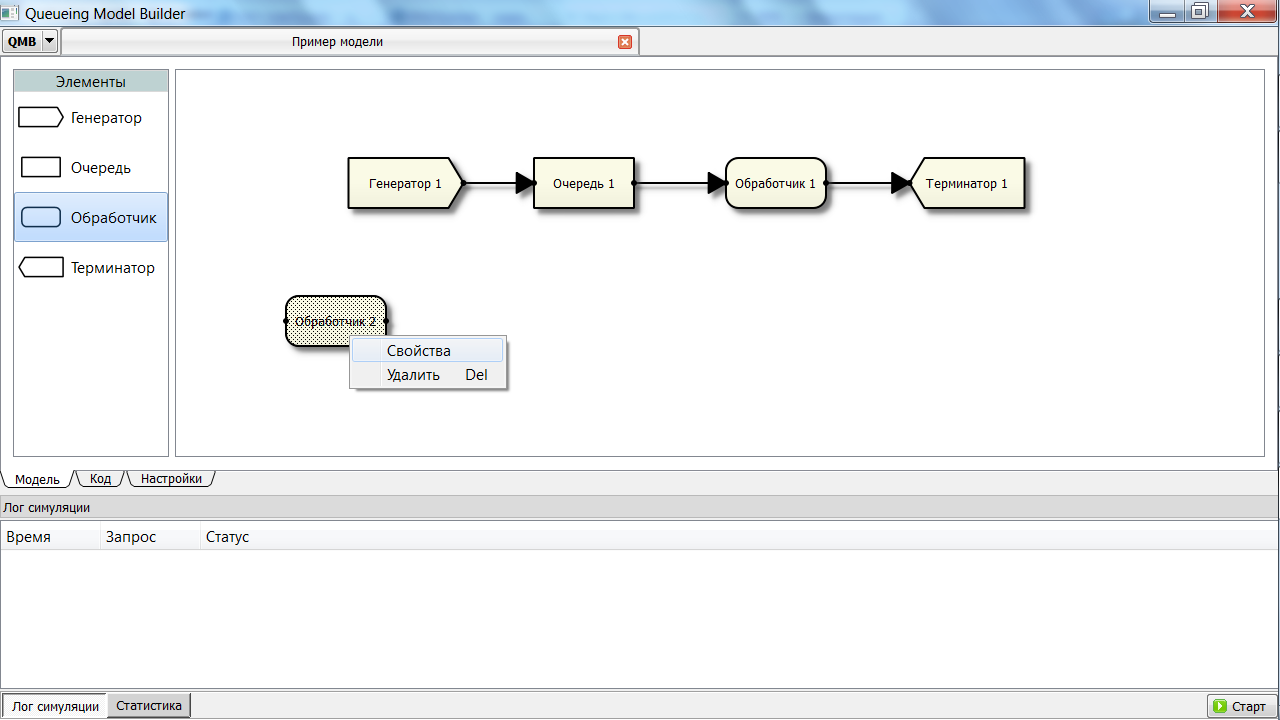 Queueing Model Builder
QMB
Пример модели
Элементы
Генератор
Очередь
Обработчик
Терминатор
Генератор 1
Очередь 1
Обработчик 1
Терминатор 1
Обработчик 2
Свойства
Удалить Del
Модель
Код
Настройки
Лог симуляции
Время Запрос Статус
Лог симуляции
Статистика
Старт